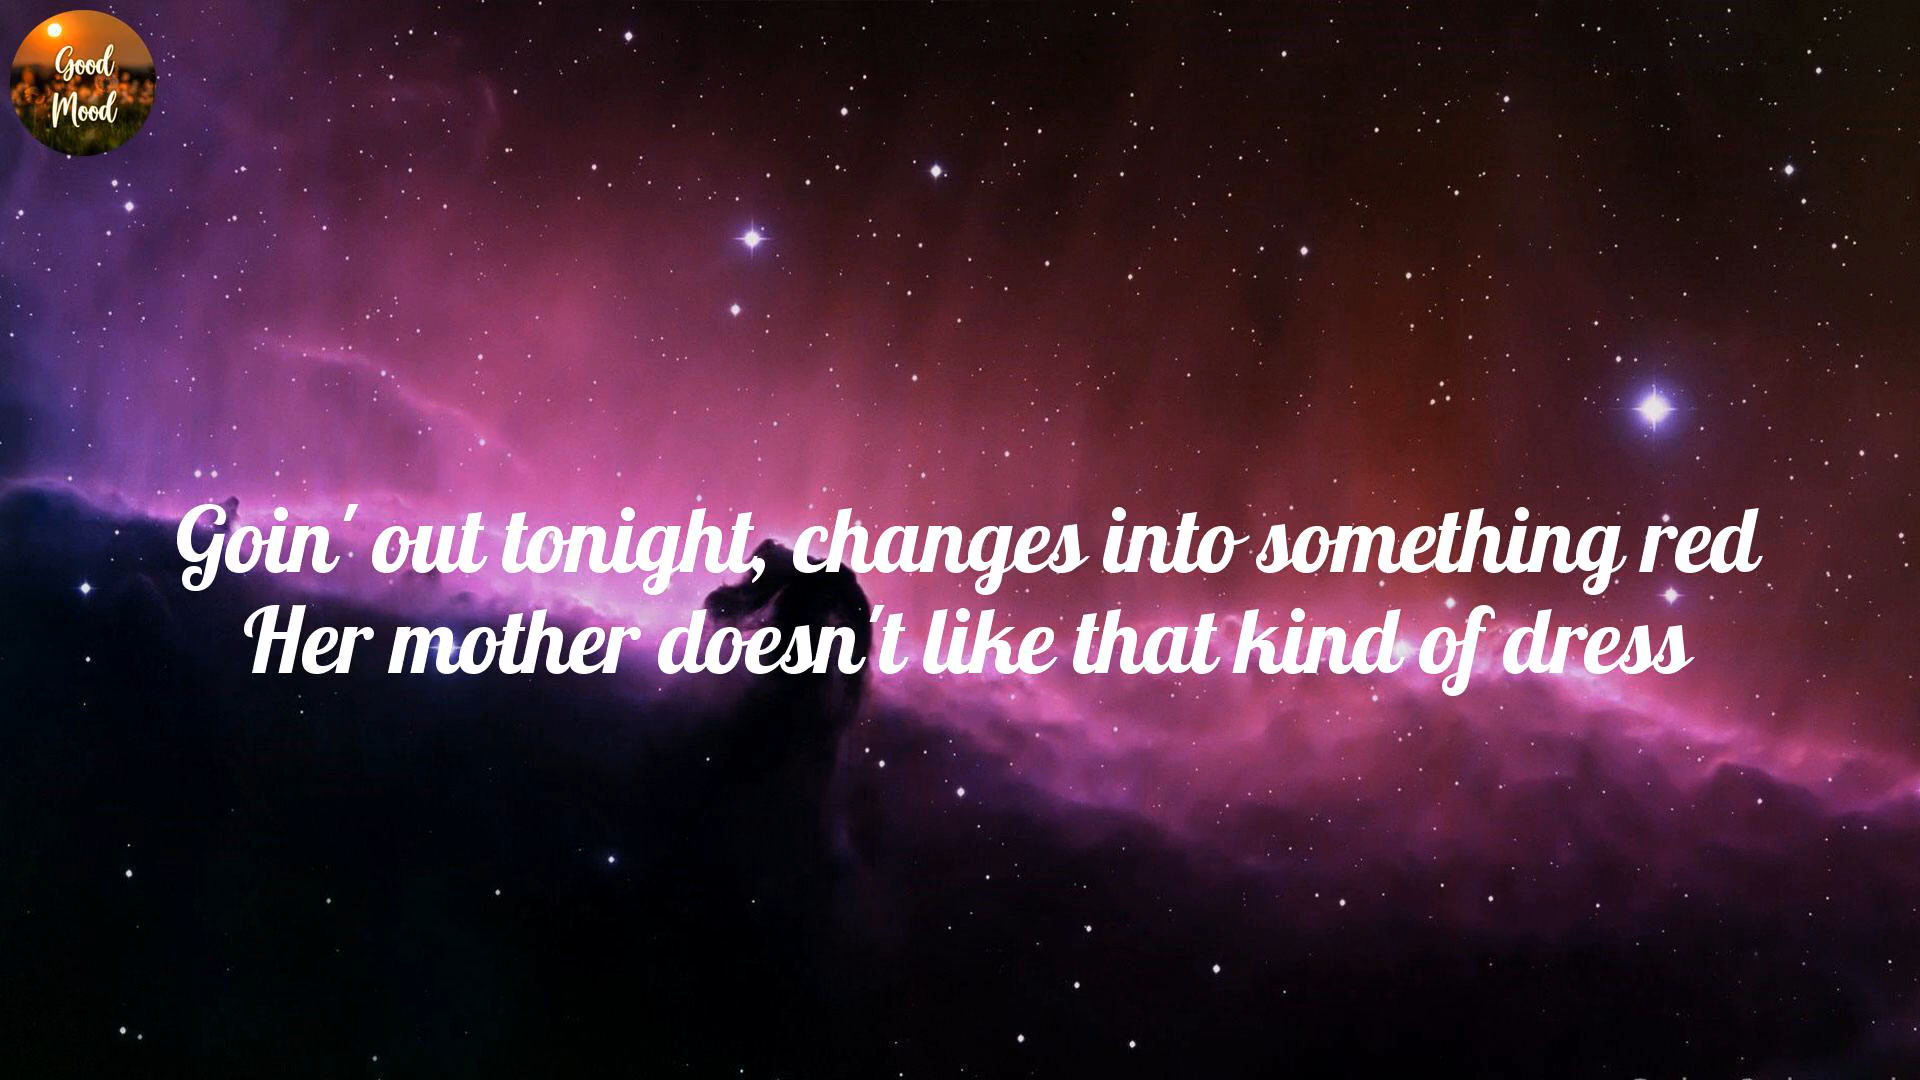 Good
Mood
Goin' out tonight, changes into something red
Her mother doesn't like that kind of dress